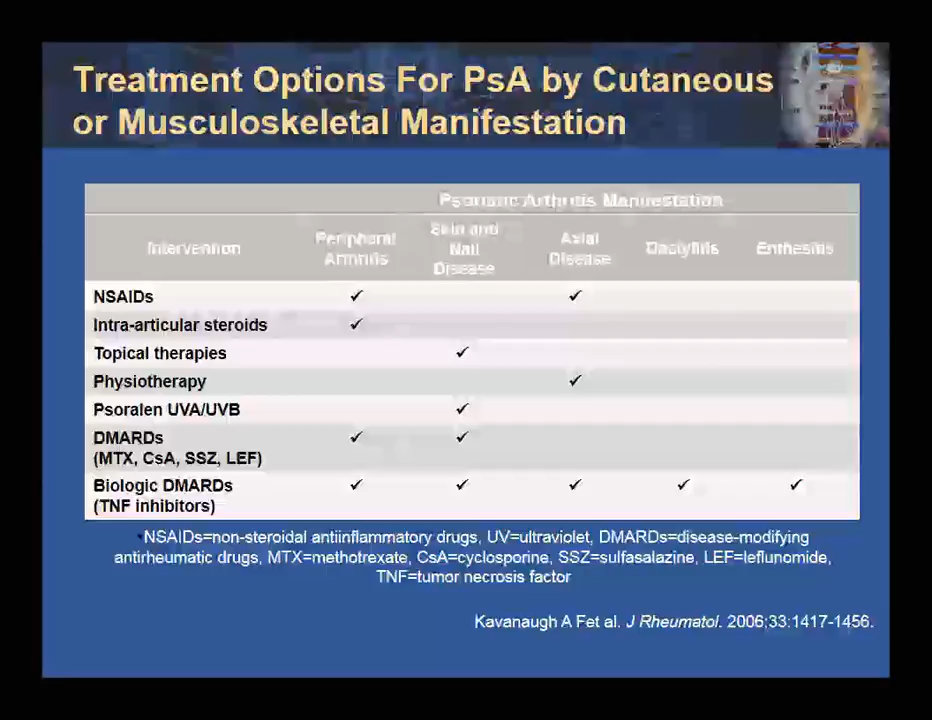 Treatment Options For PsA by Cutaneous
or Musculoskeletal Manifestation
Psoriatic Arthritis Manifestation
Intervention
Peripheral
Arthritis
Skin and
Nail
Disease
Axial
Disease
Dactylitis
Enthesitis
NSAIDs ✓ ✓
Intra-articular steroids ✓
Topical therapies ✓
Physiotherapy ✓
Psoralen UVA/UVB ✓
DMARDs ✓ ✓
(MTX, CsA, SSZ, LEF)
Biologic DMARDs ✓ ✓ ✓ ✓ ✓
(TNF inhibitors)
•NSAIDs=non-steroidal antiinflammatory drugs, UV=ultraviolet, DMARDs=disease-modifying
antirheumatic drugs, MTX=methotrexate, CsA=cyclosporine, SSZ=sulfasalazine, LEF=leflunomide,
TNF=tumor necrosis factor
Kavanaugh A Fet al. J Rheumatol. 2006;33:1417-1456.